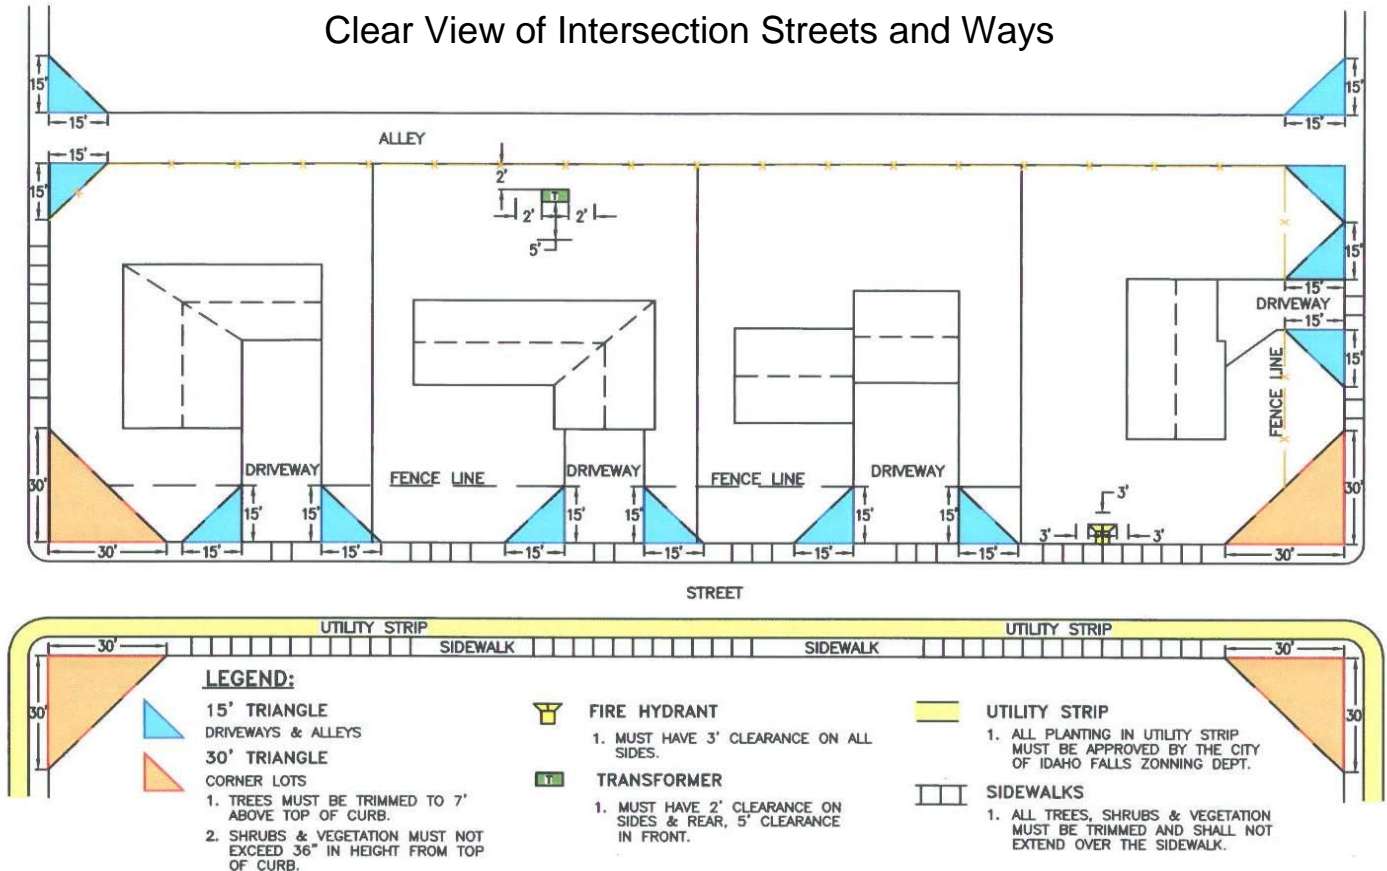 Clear View of Intersection Streets and Ways
15'
15'
15'
15'
ALLEY
15'
15'
2'
T
2'
2'
5'
15'
15'
DRIVEWAY
15'
15'
FENCE LINE
30'
DRIVEWAY
FENCE LINE
DRIVEWAY
FENCE LINE
DRIVEWAY
15'
15'
15'
15'
15'
15'
3'
3'
3'
30'
30'
15'
15'
15'
15'
15'
15'
30'
STREET
UTILITY STRIP
UTILITY STRIP
30'
SIDEWALK
SIDEWALK
30'
30'
30'
LEGEND:
15' TRIANGLE
DRIVEWAYS & ALLEYS
30' TRIANGLE
CORNER LOTS
1. TREES MUST BE TRIMMED TO 7'
ABOVE TOP OF CURB.
2. SHRUBS & VEGETATION MUST NOT
EXCEED 36" IN HEIGHT FROM TOP
OF CURB.
FIRE HYDRANT
1. MUST HAVE 3' CLEARANCE ON ALL
SIDES.
T
TRANSFORMER
1. MUST HAVE 2' CLEARANCE ON
SIDES & REAR, 5' CLEARANCE
IN FRONT.
UTILITY STRIP
1. ALL PLANTING IN UTILITY STRIP
MUST BE APPROVED BY THE CITY
OF IDAHO FALLS ZONNING DEPT.
SIDEWALKS
1. ALL TREES, SHRUBS & VEGETATION
MUST BE TRIMMED AND SHALL NOT
EXTEND OVER THE SIDEWALK.